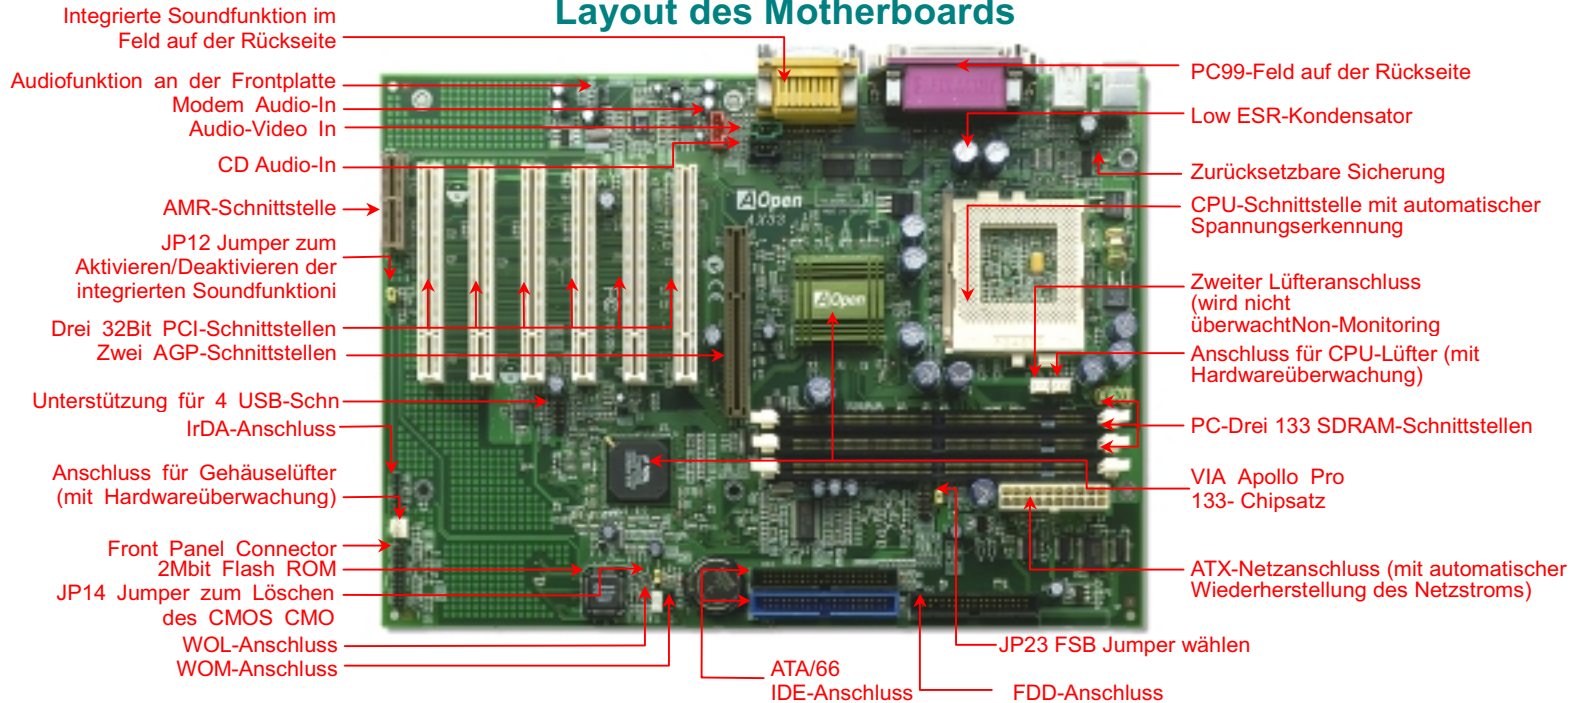 Layout des Motherboards
Integrierte Soundfunktion im
Feld auf der Rückseite
Audiofunktion an der Frontplatte
Modem Audio-In
Audio-Video In
CD Audio-In
AMR-Schnittstelle
JP12 Jumper zum
Aktivieren/Deaktivieren der
integrierten Soundfunktioni
Drei 32Bit PCI-Schnittstellen
Zwei AGP-Schnittstellen
Unterstützung für 4 USB-Schn
IrDA-Anschluss
Anschluss für Gehäuselüfter
(mit Hardwareüberwachung)
Front Panel Connector
2Mbit Flash ROM
JP14 Jumper zum Löschen
des CMOS CMO
WOL-Anschluss
WOM-Anschluss
AOpen
AX33
AOpen
PC99-Feld auf der Rückseite
Low ESR-Kondensator
Zurücksetzbare Sicherung
CPU-Schnittstelle mit automatischer
Spannungserkennung
Zweiter Lüfteranschluss
(wird nicht
überwachtNon-Monitoring
Anschluss für CPU-Lüfter (mit
Hardwareüberwachung)
PC-Drei 133 SDRAM-Schnittstellen
VIA Apollo Pro
133- Chipsatz
ATX-Netzanschluss (mit automatischer
Wiederherstellung des Netzstroms)
JP23 FSB Jumper wählen
ATA/66
IDE-Anschluss
FDD-Anschluss